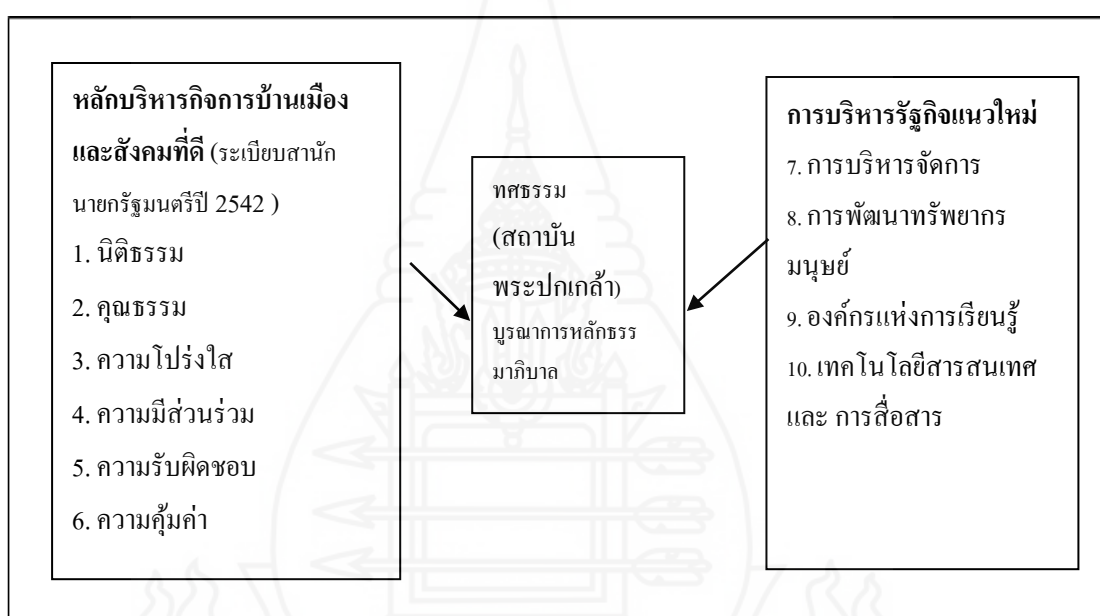 หลักบริหารกิจการบ้านเมือง
และสังคมที่ดี (ระเบียบสานัก
นายกรัฐมนตรีปี 2542 )
1. นิติธรรม
2. คุณธรรม
3. ความโปร่งใส
4. ความมีส่วนร่วม
5. ความรับผิดชอบ
6. ความคุ้มค่า
ทศธรรม
(สถาบัน
พระปกเกล้า)
บูรณาการหลักธรร
มาภิบาล
การบริหารรัฐกิจแนวใหม่
7. การบริหารจัดการ
8. การพัฒนาทรัพยากร
มนุษย์
9. องค์กรแห่งการเรียนรู้
10. เทคโนโลยีสารสนเทศ
และ การสื่อสาร